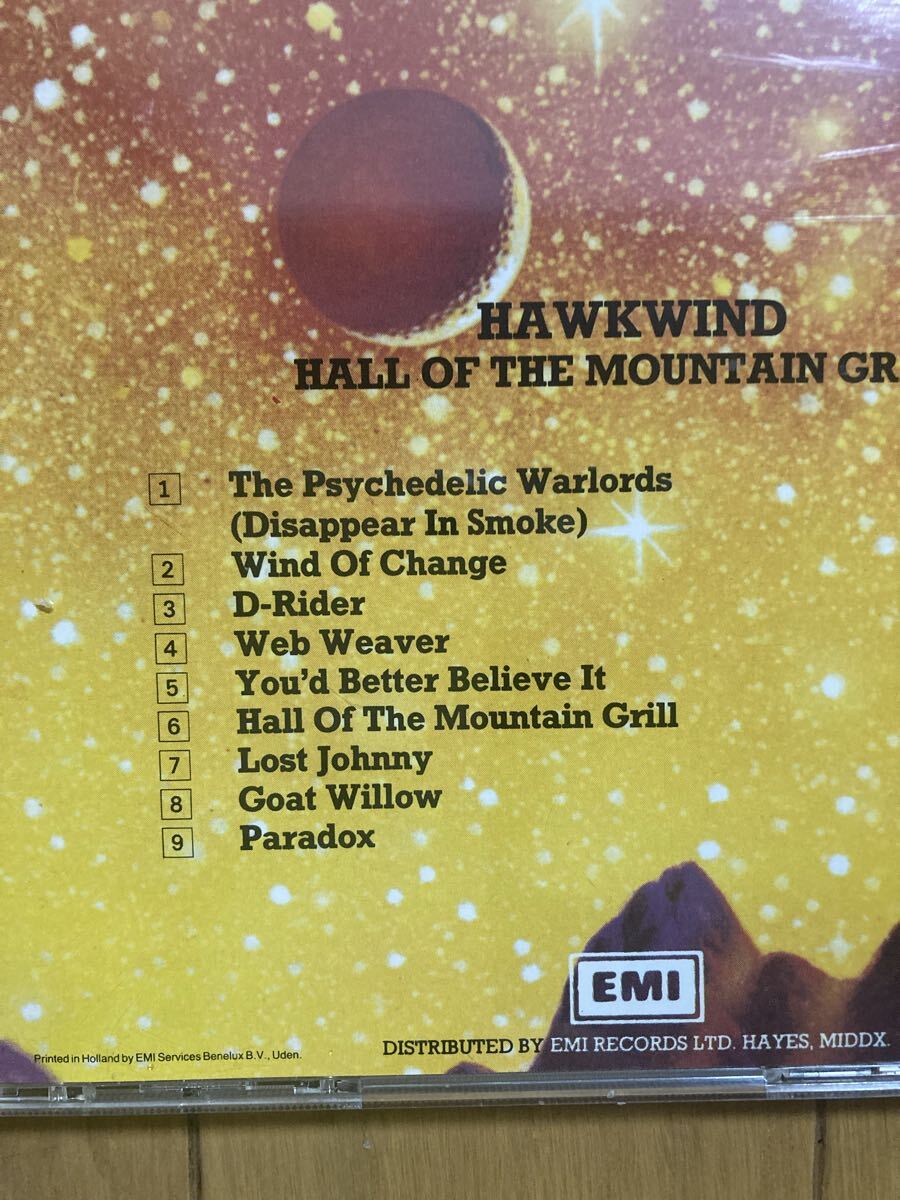 HAWKWIND
HALL OF THE MOUNTAIN GR
1 The Psychedelic Warlords
(Disappear In Smoke)
2 Wind Of Change
3 D-Rider
4 Web Weaver
5 You'd Better Believe It
6 Hall Of The Mountain Grill
7 Lost Johnny
8 Goat Willow
9 Paradox
EMI
Printed in Holland by EMI Services Benelux B.V., Uden.
DISTRIBUTED BY EMI RECORDS LTD. HAYES, MIDDX.